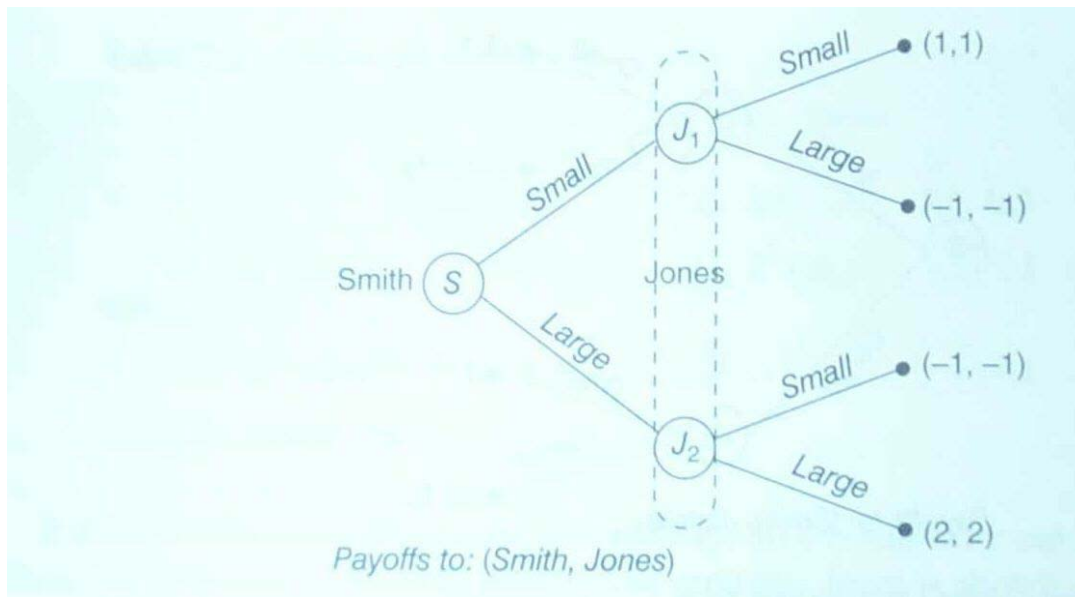 Small
(1,1)
J1
Large
Small
(–1, –1)
Smith
S
Jones
Large
Small
(–1, –1)
J2
Large
(2, 2)
Payoffs to: (Smith, Jones)